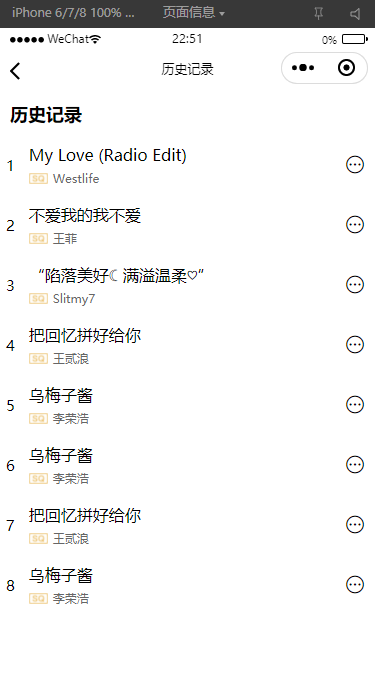 iPhone 6/7/8 100% ...
页面信息
WeChat
22:51
0%
历史记录
历史记录
1
My Love (Radio Edit)
SQ Westlife
2
不爱我的我不爱
SQ 王菲
3
“陷落美好☾满溢温柔♡“
SQ Slitmy7
4
把回忆拼好给你
SQ 王贰浪
5
乌梅子酱
SQ 李荣浩
6
乌梅子酱
SQ 李荣浩
7
把回忆拼好给你
SQ 王贰浪
8
乌梅子酱
SQ 李荣浩